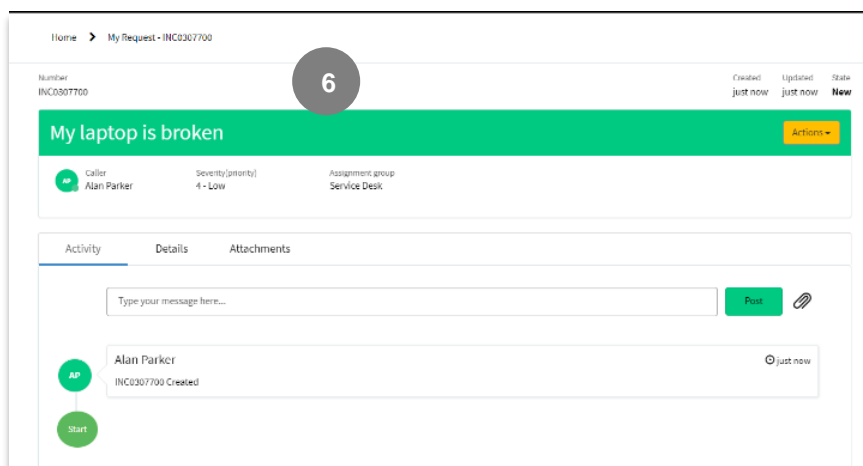 Home > My Request - INC0307700
6
Number
INC0307700
Created Updated State
just now just now New
My laptop is broken
Actions
AP
Caller
Alan Parker
Severity(priority)
4 - Low
Assignment group
Service Desk
Activity Details Attachments
Type your message here...
Post
AP
Alan Parker
just now
INC0307700 Created
Start